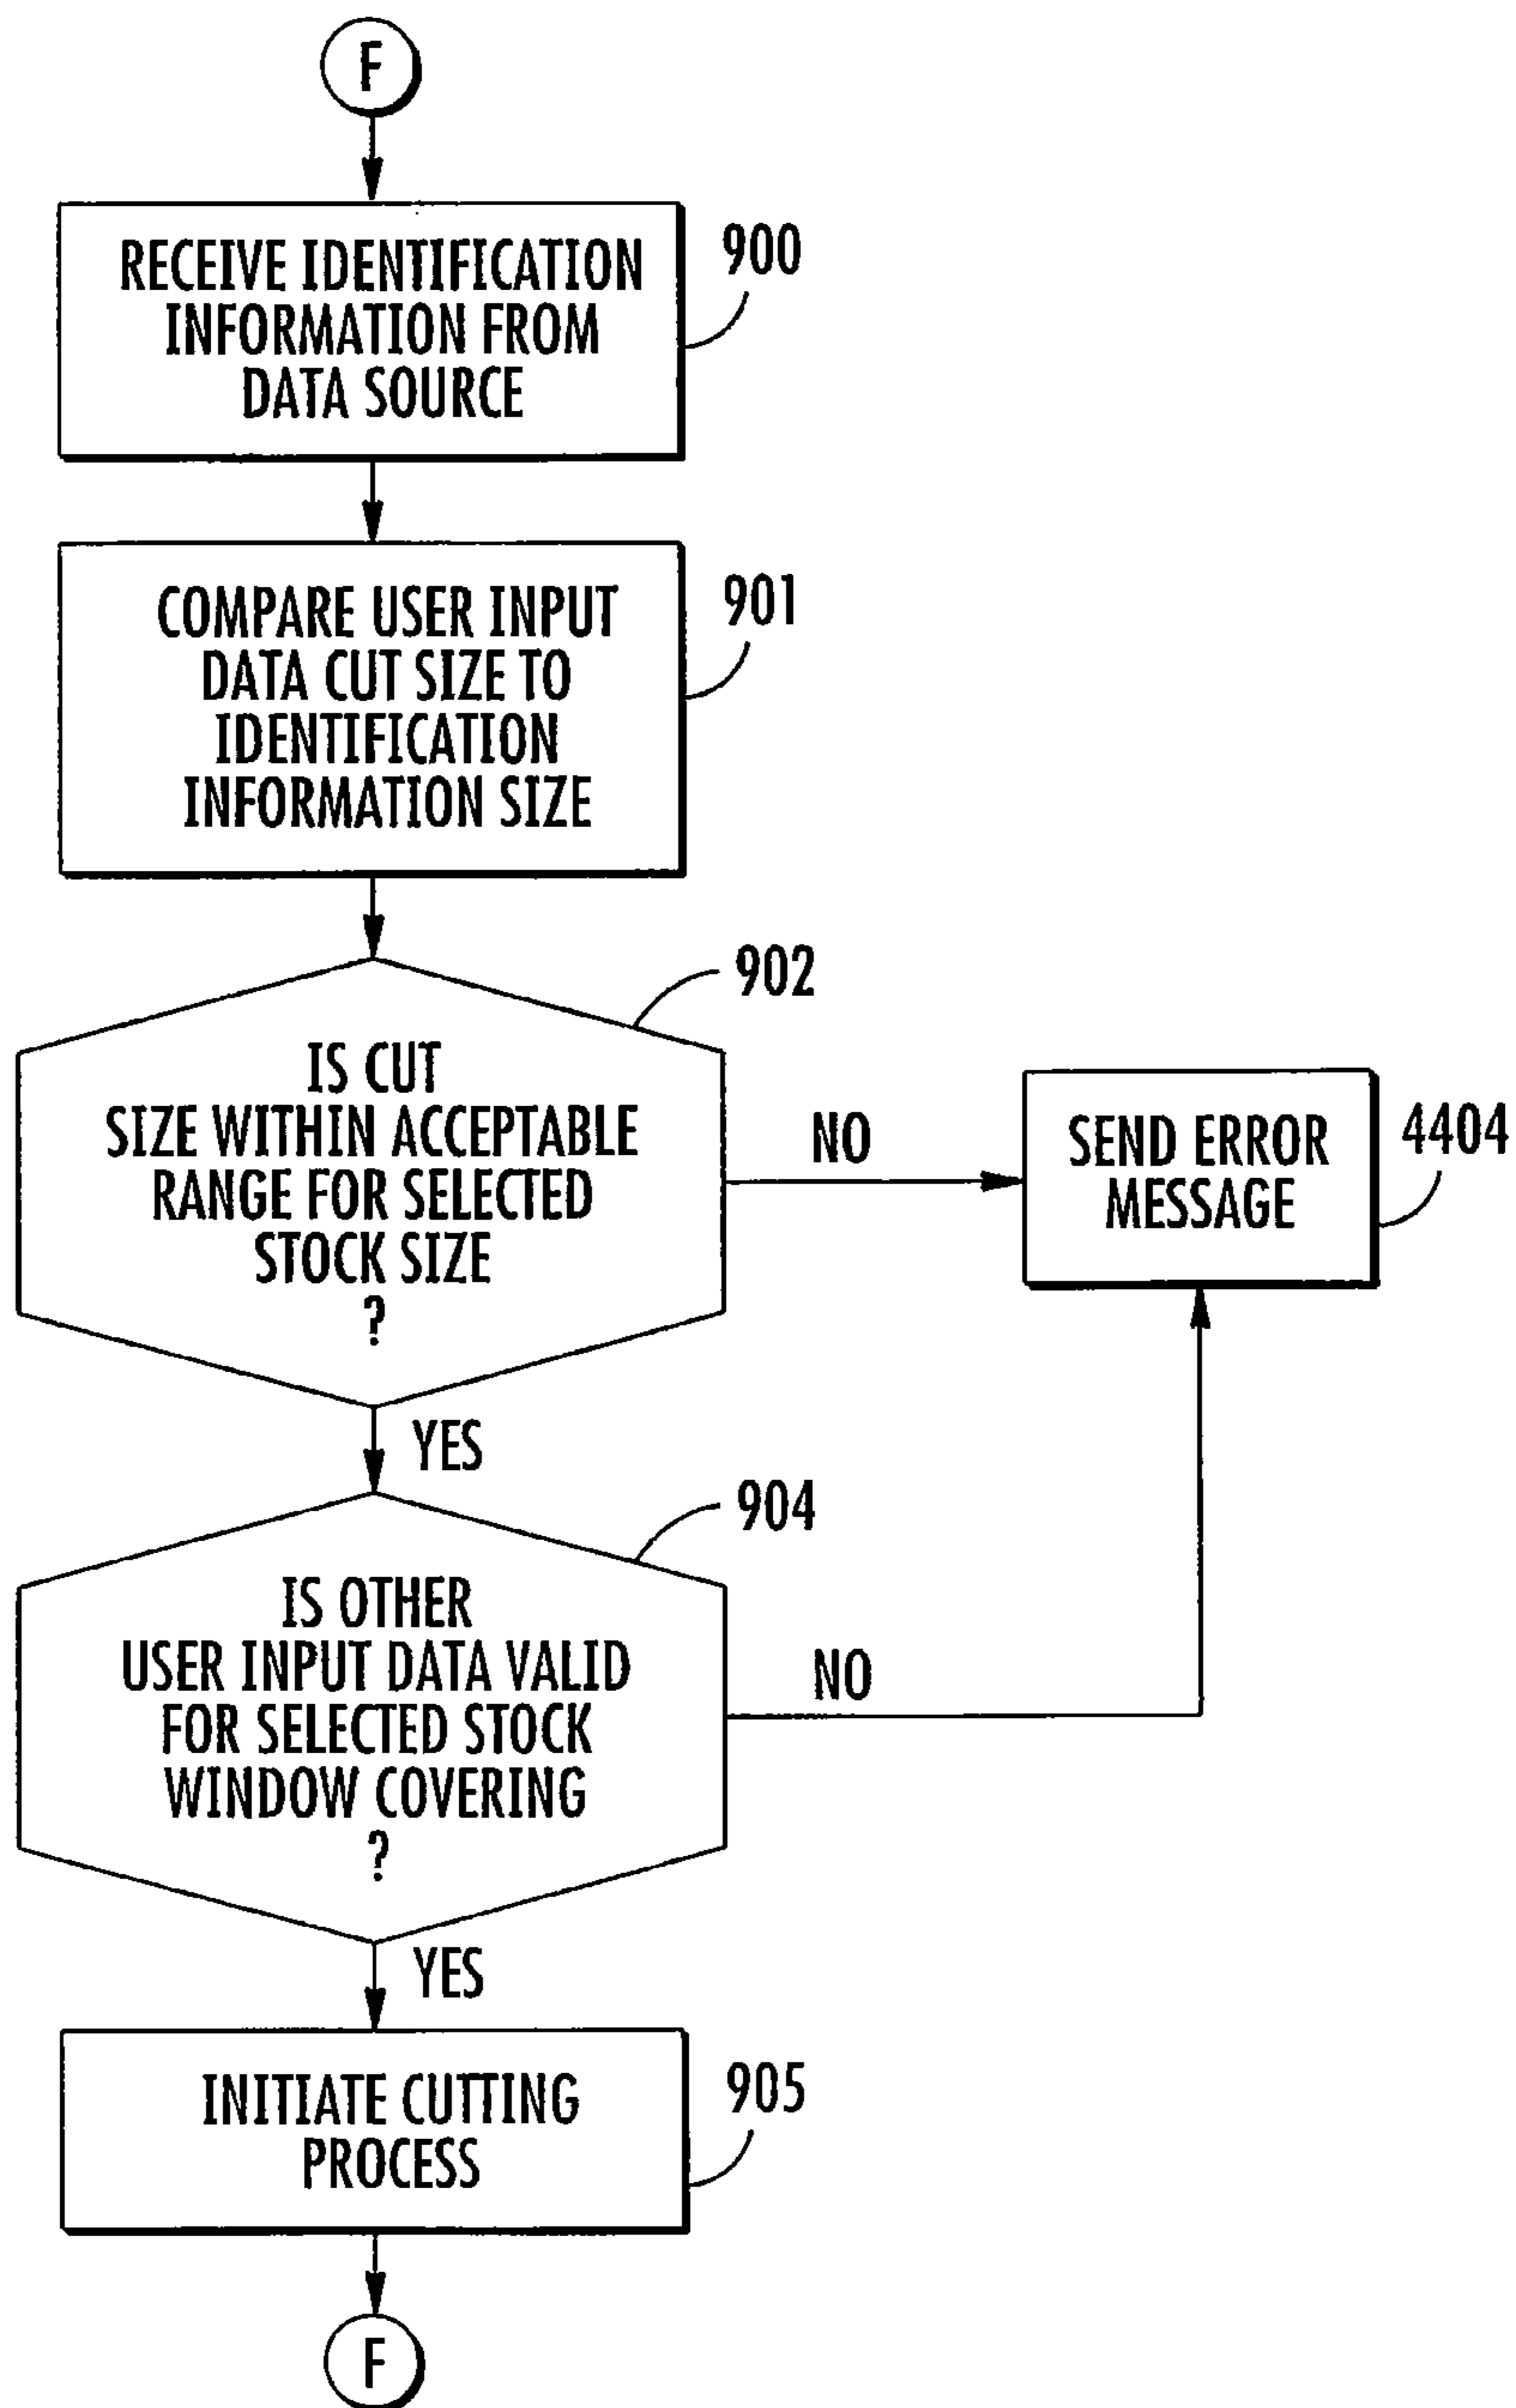 F
RECEIVE IDENTIFICATION
INFORMATION FROM
DATA SOURCE
900
COMPARE USER INPUT
DATA CUT SIZE TO
IDENTIFICATION
INFORMATION SIZE
901
902
IS CUT
SIZE WITHIN ACCEPTABLE
RANGE FOR SELECTED
STOCK SIZE
?
NO
SEND ERROR
MESSAGE
4404
YES
904
IS OTHER
USER INPUT DATA VALID
FOR SELECTED STOCK
WINDOW COVERING
?
NO
YES
INITIATE CUTTING
PROCESS
905
F